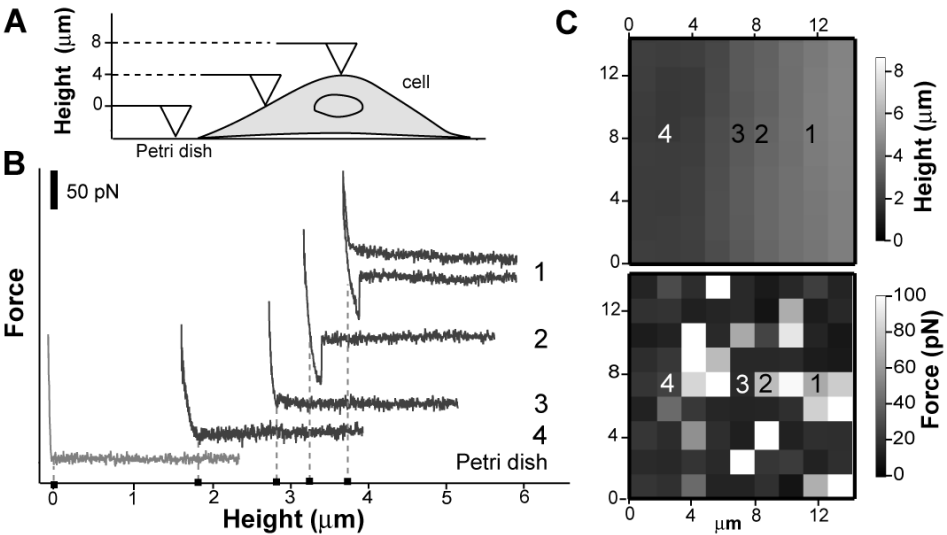 A
Height (μm)
8
4
0
cell
Petri dish
B
50 pN
Force
1
2
3
4
Petri dish
0 1 2 3 4 5 6
Height (μm)
C
0 4 8 12
12
8
4
0
4 3 2 1
8
6
4
2
0
Height (μm)
12
8
4
0
4 3 2 1
0 4 8 12
μm
100
80
60
40
20
0
Force (pN)